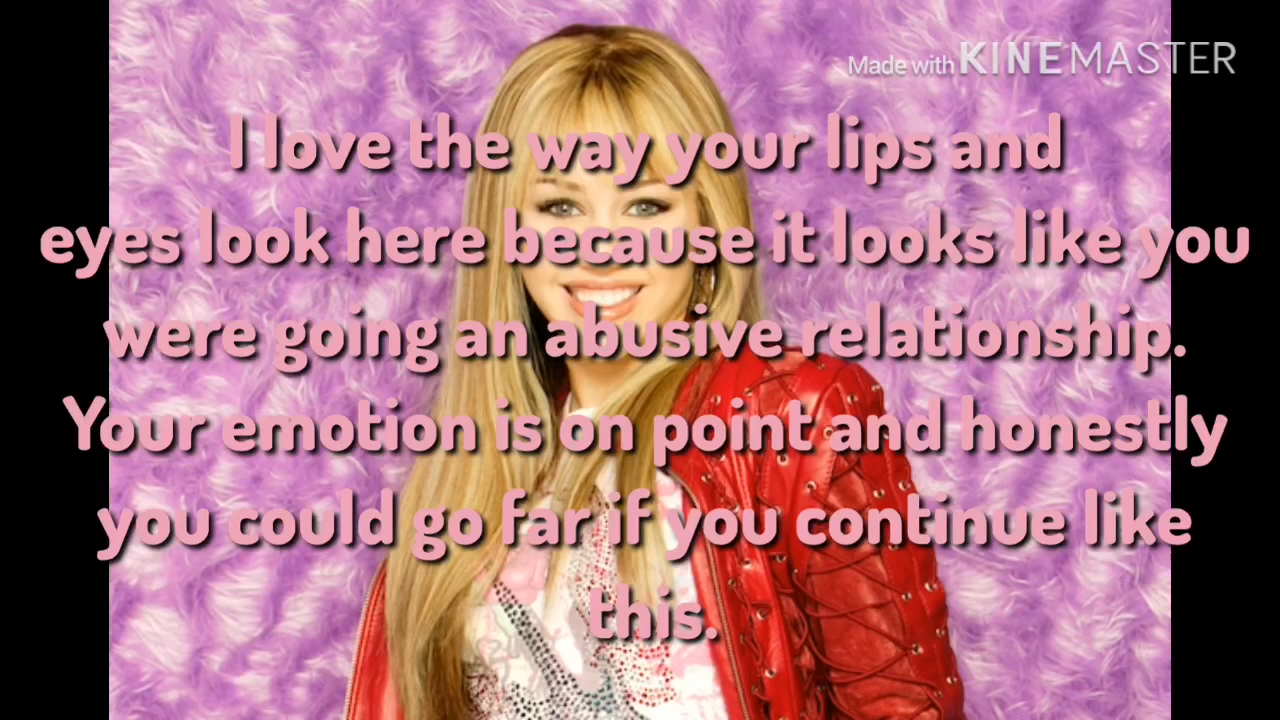 Made with KINEMASTER
I love the way your lips and
eyes look here because it looks like you
were going an abusive relationship.
Your emotion is on point and honestly
you could go far if you continue like
this.